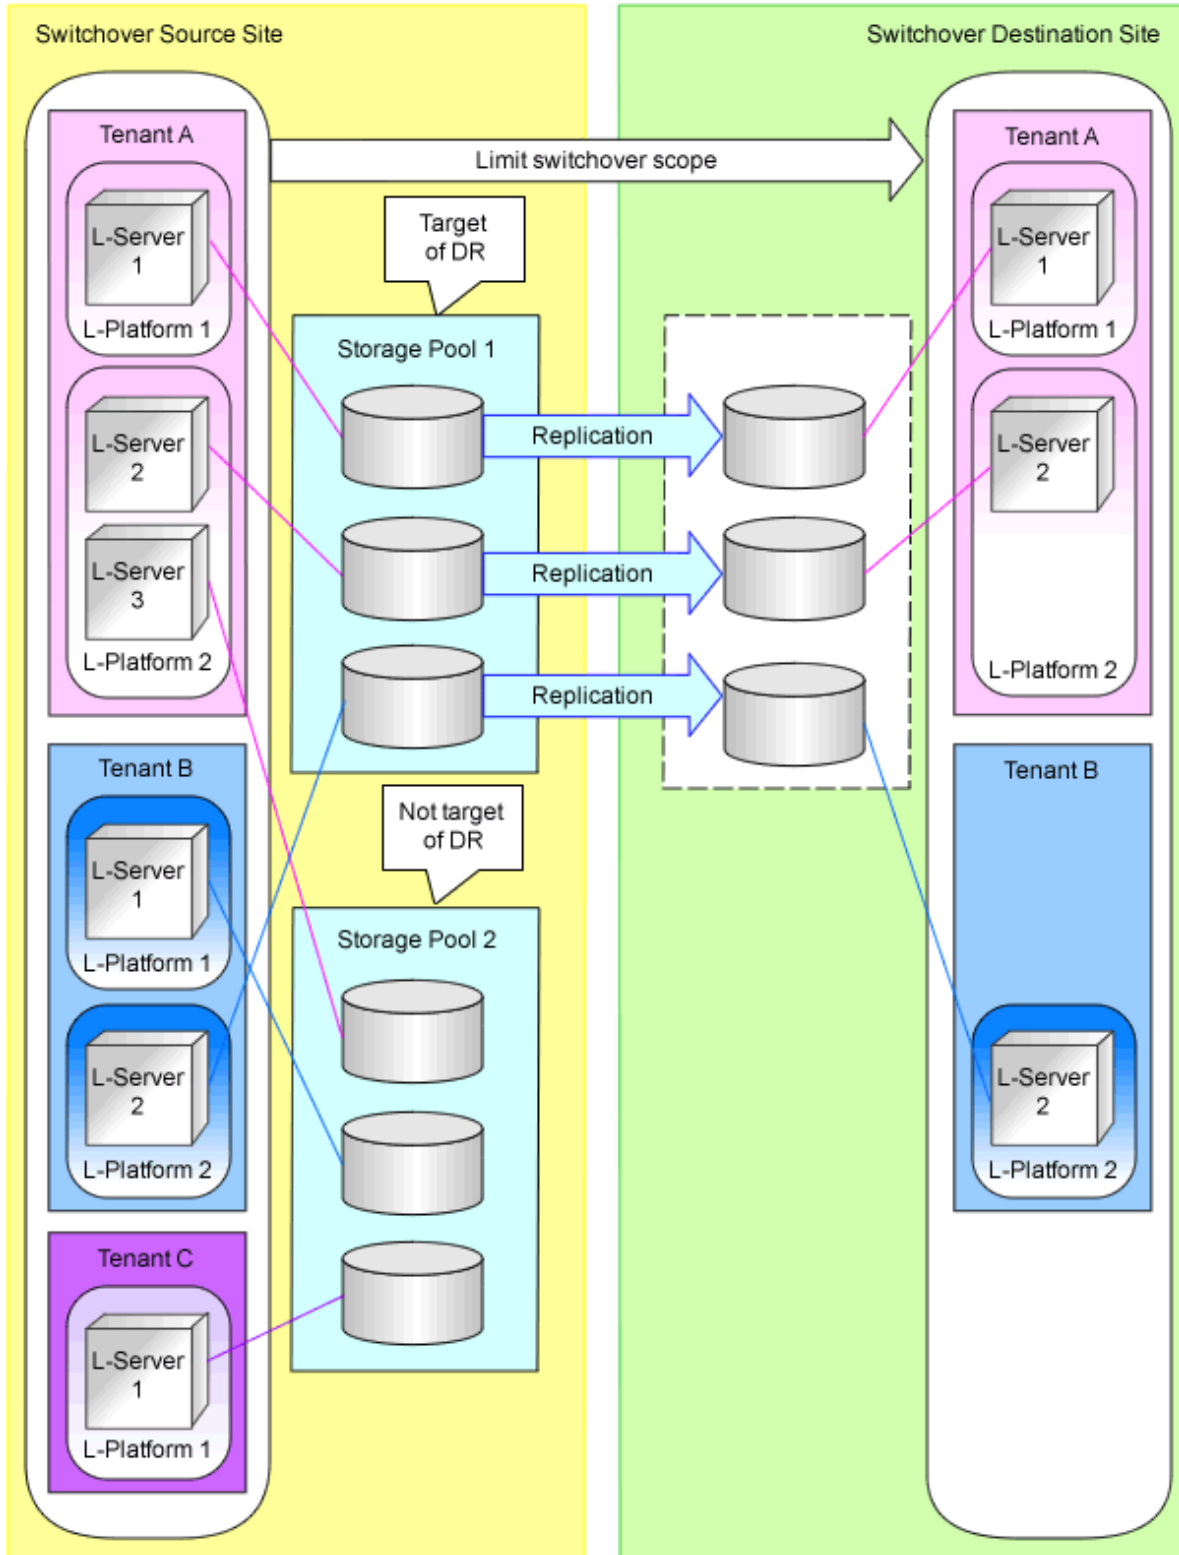 Switchover Source Site
Switchover Destination Site
Tenant A
L-Server
1
L-Platform 1
L-Server
2
L-Server
3
L-Platform 2
Tenant B
L-Server
1
L-Platform 1
L-Server
2
L-Platform 2
Tenant C
L-Server
1
L-Platform 1
Limit switchover scope
Target
of DR
Storage Pool 1
Replication
Replication
Replication
Not target
of DR
Storage Pool 2
Tenant A
L-Server
1
L-Platform 1
L-Server
2
L-Platform 2
Tenant B
L-Server
2
L-Platform 2